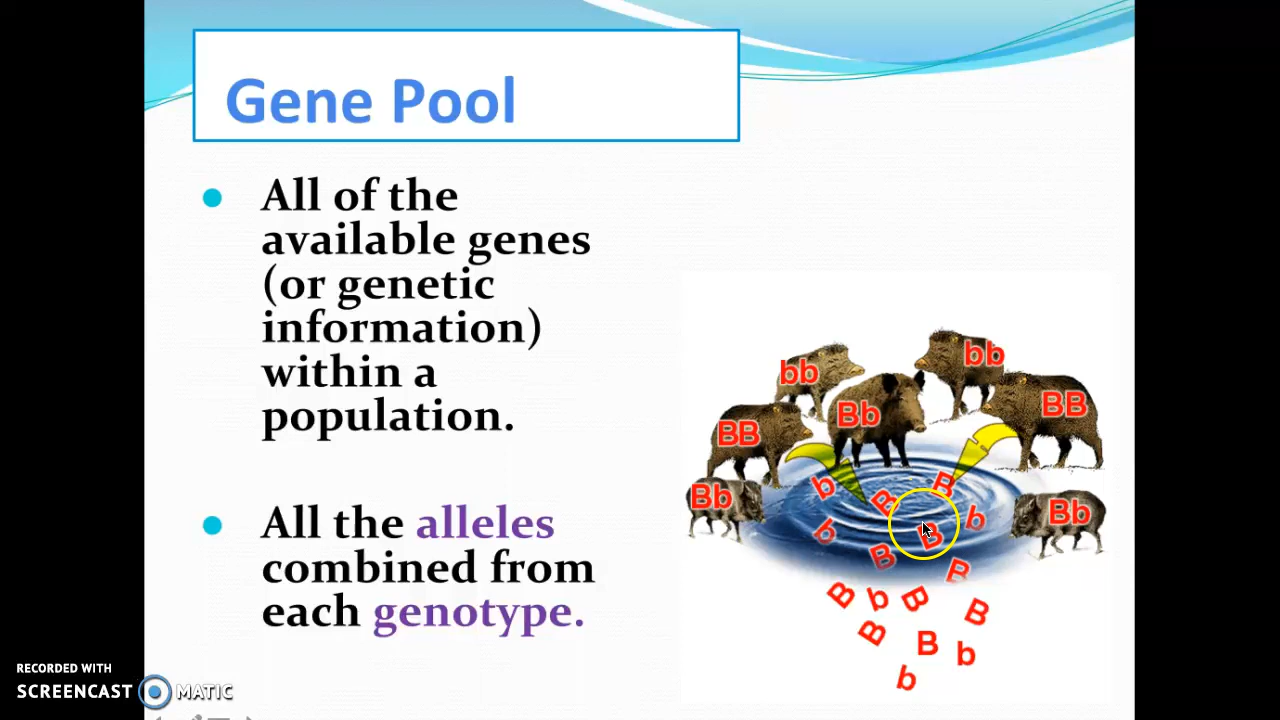 Gene Pool
All of the
available genes
(or genetic
information)
within a
population.
All the alleles
combined from
each genotype.
bb
bb
Bb
BB
BB
Bb
Bb
b
B
B
b
b
B
B
B
B
b
B
B
B
B
b
b
RECORDED WITH
SCREENCAST MATIC